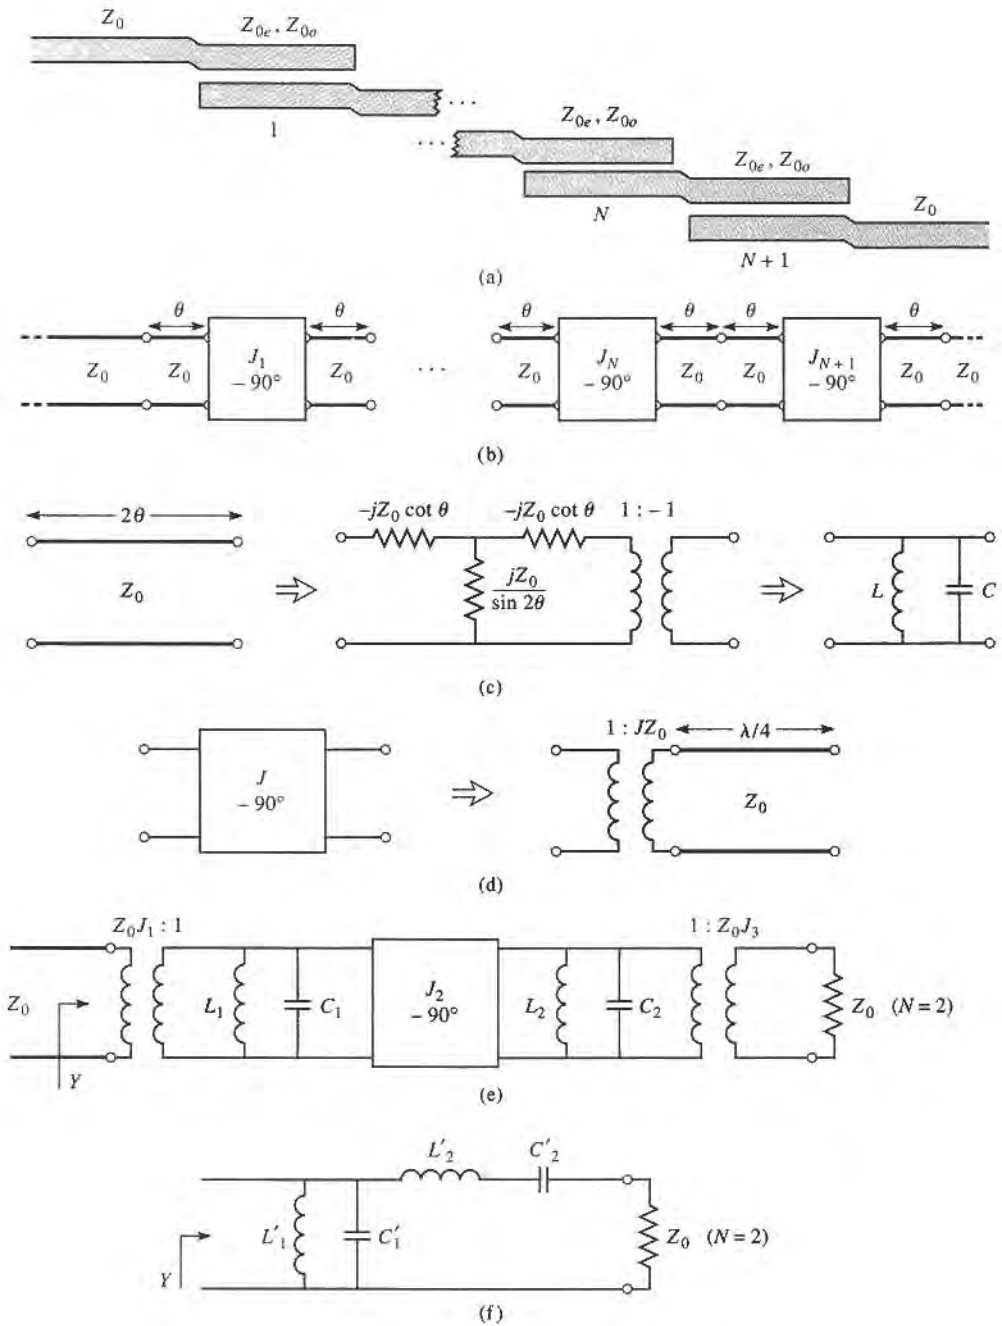 Z₀
Z₀ₑ, Z₀ₒ
1
· · ·
· · ·
Z₀ₑ, Z₀ₒ
N
Z₀ₑ, Z₀ₒ
N + 1
Z₀
(a)
θ θ θ θ θ θ
Z₀ Z₀ J₁ −90° Z₀ · · · Z₀ J_N −90° Z₀ Z₀ J_{N+1} −90° Z₀ Z₀
(b)
2θ
Z₀
−jZ₀ cot θ −jZ₀ cot θ 1 : −1
jZ₀
sin 2θ
L C
(c)
J
−90°
1 : JZ₀ λ/4
Z₀
(d)
Z₀J₁ : 1 1 : Z₀J₃
Z₀ L₁ C₁ J₂ −90° L₂ C₂ Z₀ (N = 2)
Y
(e)
L′₂ C′₂
L′₁ C′₁ Z₀ (N = 2)
Y
(f)